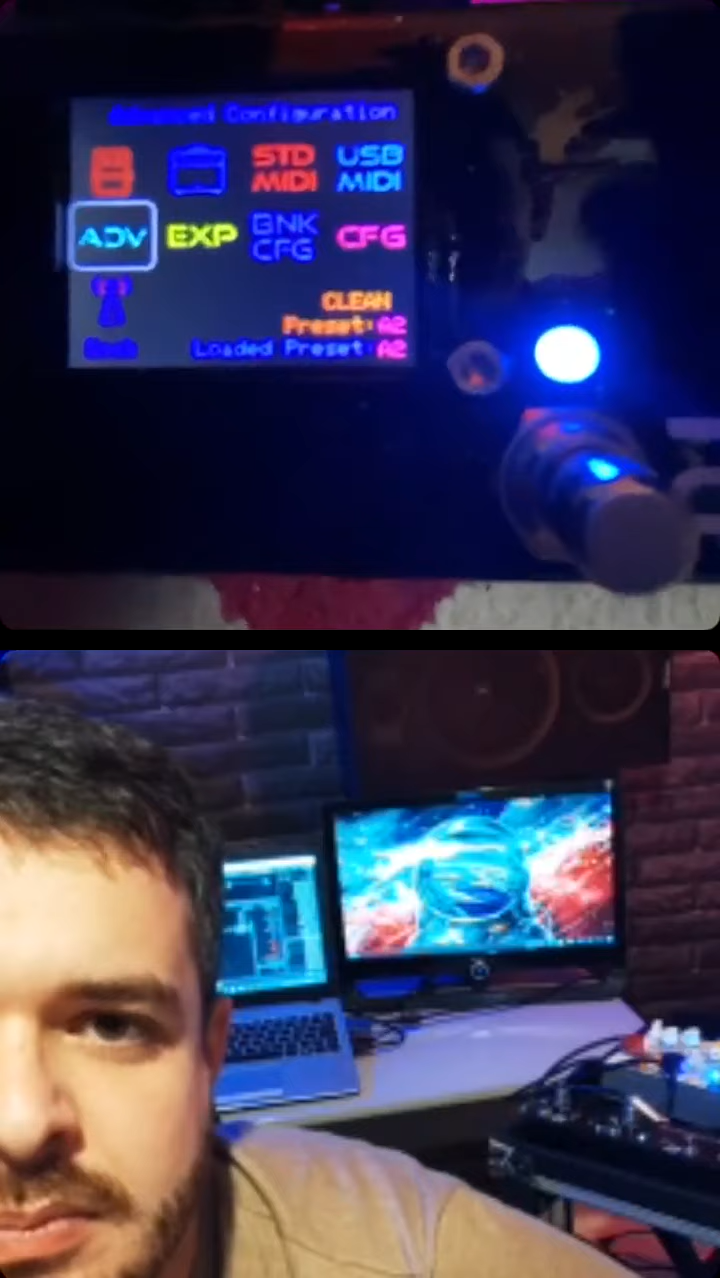 Advanced Configuration
STD MIDI
USB MIDI
ADV
EXP
BNK CFG
CFG
CLEAN
Preset: A2
Loaded Preset: A2